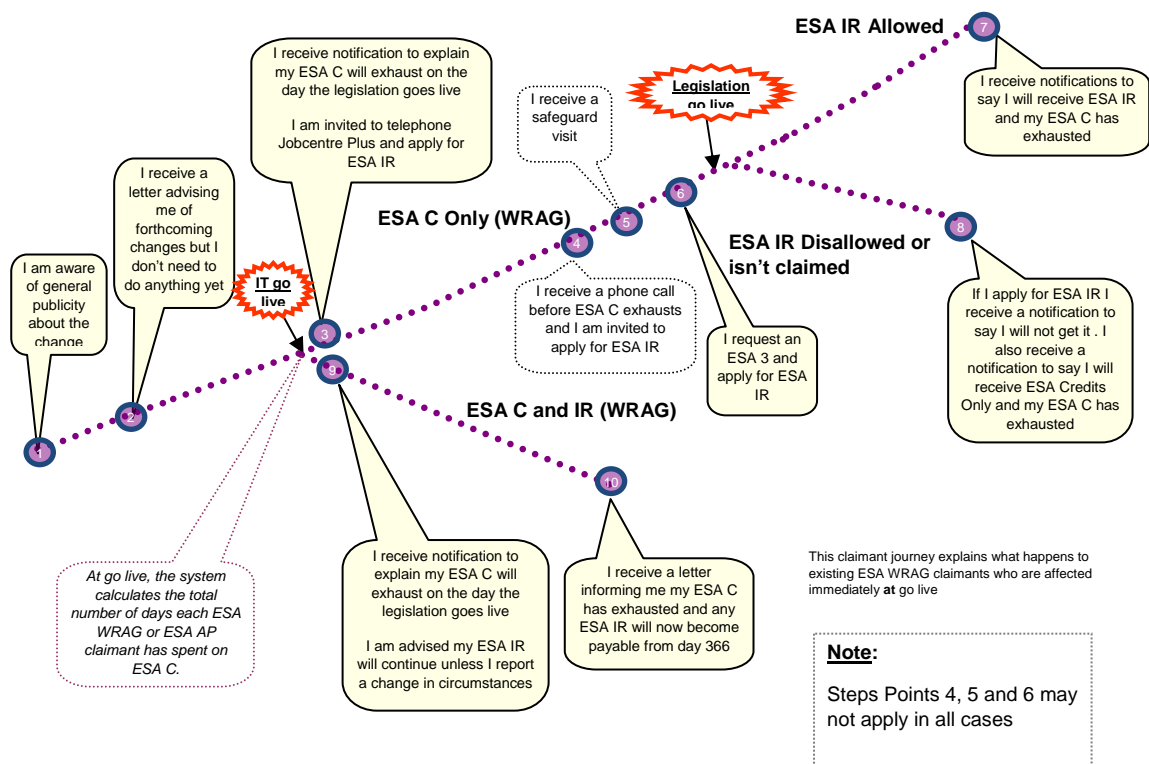 ESA IR Allowed
7
I receive notifications to
say I will receive ESA IR
and my ESA C has
exhausted
I receive notification to explain
my ESA C will exhaust on the
day the legislation goes live
I am invited to telephone
Jobcentre Plus and apply for
ESA IR
Legislation
go live
I receive a
safeguard
visit
I receive a
letter advising
me of
forthcoming
changes but I
don't need to
do anything yet
ESA C Only (WRAG)
6
5
4
8
ESA IR Disallowed or
isn't claimed
I am aware
of general
publicity
about the
change
IT go
live
3
I receive a phone call
before ESA C exhausts
and I am invited to
apply for ESA IR
I request an
ESA 3 and
apply for ESA
IR
If I apply for ESA IR I
receive a notification to
say I will not get it . I
also receive a
notification to say I will
receive ESA Credits
Only and my ESA C has
exhausted
9
2
1
ESA C and IR (WRAG)
10
At go live, the system
calculates the total
number of days each ESA
WRAG or ESA AP
claimant has spent on
ESA C.
I receive notification to
explain my ESA C will
exhaust on the day the
legislation goes live
I am advised my ESA IR
will continue unless I report
a change in circumstances
I receive a letter
informing me my ESA C
has exhausted and any
ESA IR will now become
payable from day 366
This claimant journey explains what happens to
existing ESA WRAG claimants who are affected
immediately at go live
Note:
Steps Points 4, 5 and 6 may
not apply in all cases